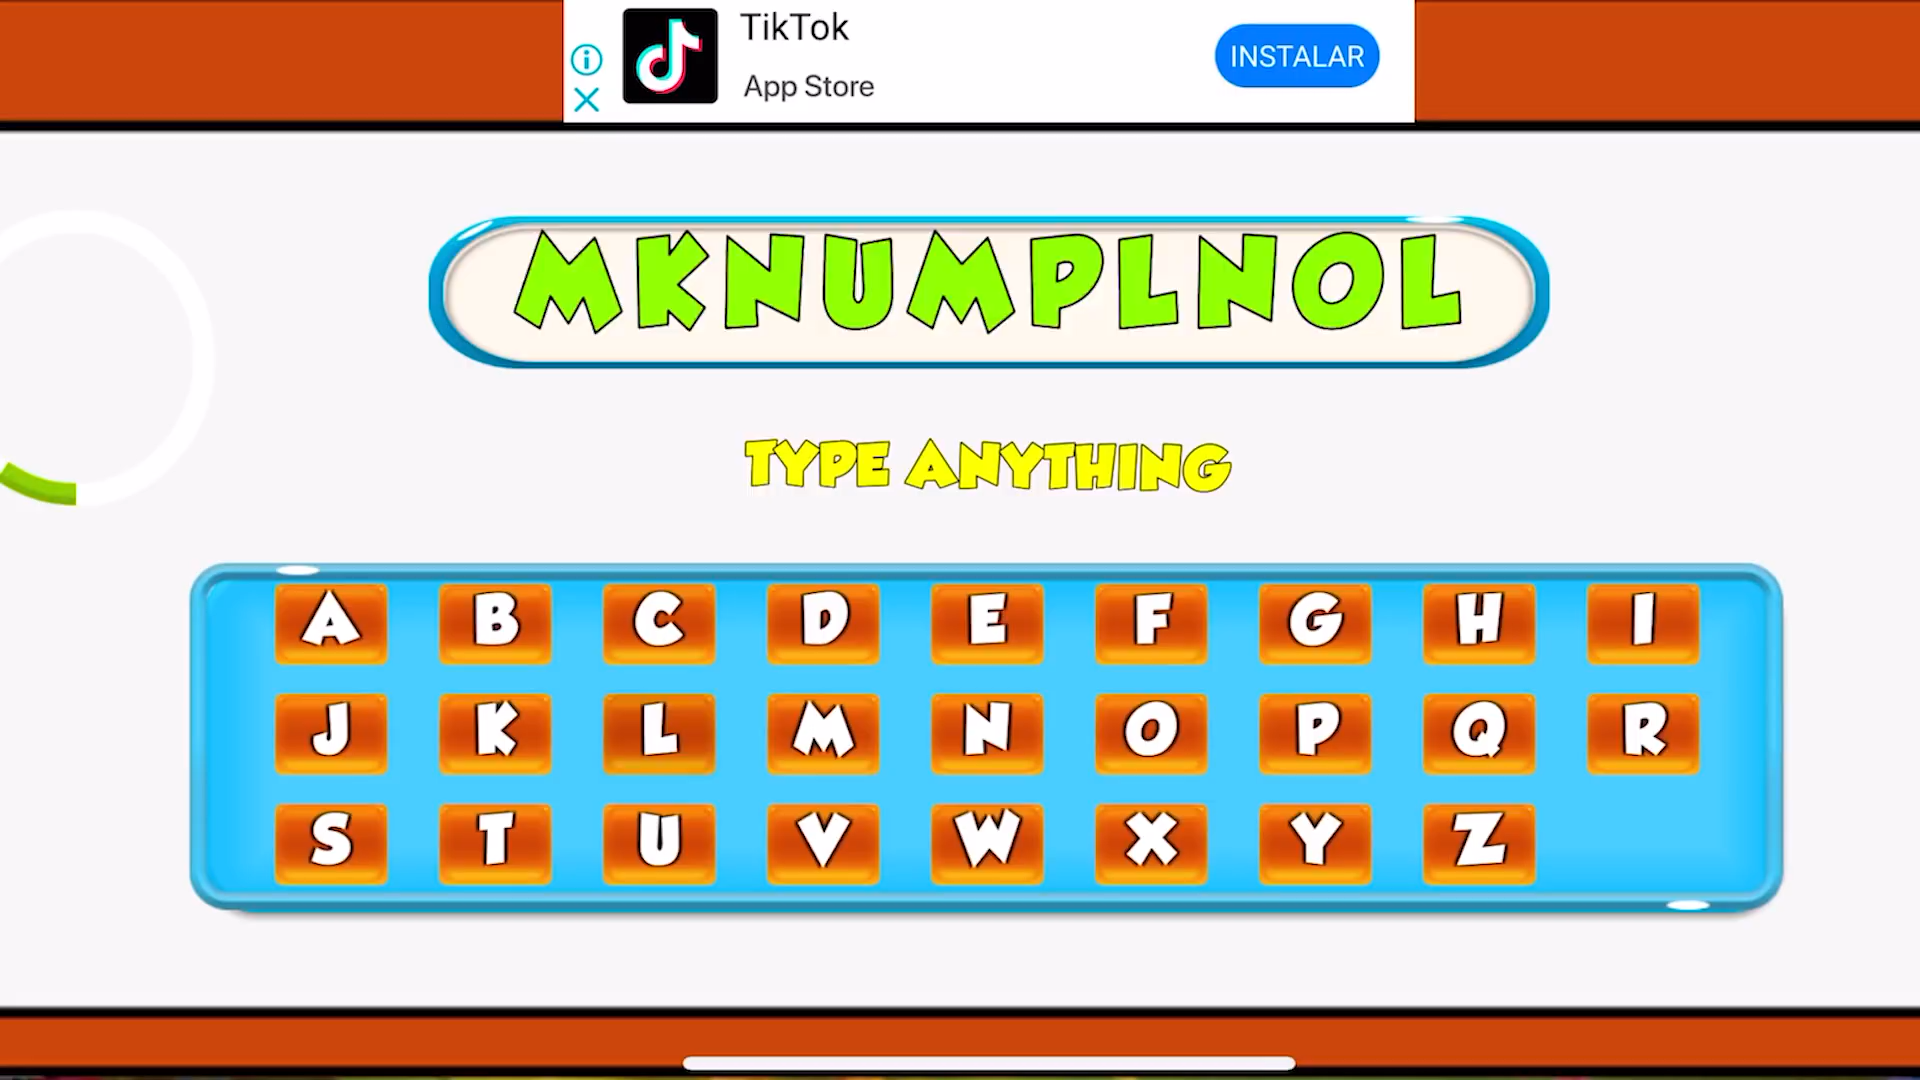 TikTok
App Store
INSTALAR
MKNUMPLNOL
TYPE ANYTHING
A B C D E F G H I
J K L M N O P Q R
S T U V W X Y Z